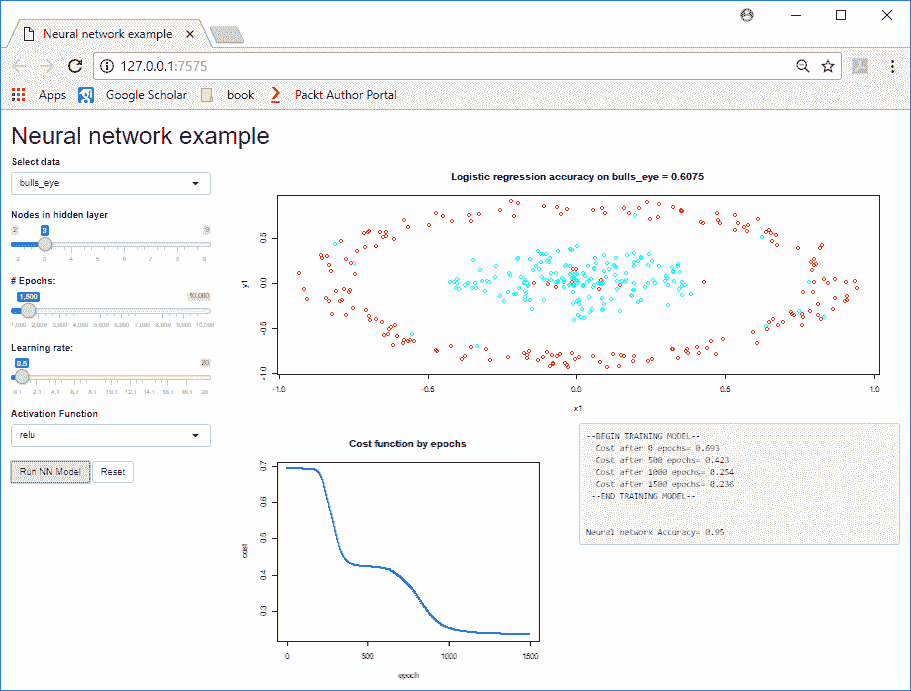 Neural network example
127.0.0.1:7575
Apps Google Scholar book Packt Author Portal
Neural network example
Select data
bulls_eye
Nodes in hidden layer
2 3 9
2 3 4 5 6 7 8 9
# Epochs:
1,500 10,000
1,000 2,000 3,000 4,000 5,000 6,000 7,000 8,000 9,000 10,000
Learning rate:
0.5 20
0.1 2.1 4.1 6.1 8.1 10.1 12.1 14.1 16.1 18.1 20
Activation Function
relu
Run NN Model Reset
Logistic regression accuracy on bulls_eye = 0.6075
y1
0.5
0.0
-0.5
-1.0
-1.0 -0.5 0.0 0.5 1.0
x1
Cost function by epochs
cost
0.7
0.6
0.5
0.4
0.3
0 500 1000 1500
epoch
--BEGIN TRAINING MODEL--
Cost after 0 epochs= 0.693
Cost after 500 epochs= 0.423
Cost after 1000 epochs= 0.254
Cost after 1500 epochs= 0.236
--END TRAINING MODEL--
Neural network Accuracy= 0.95